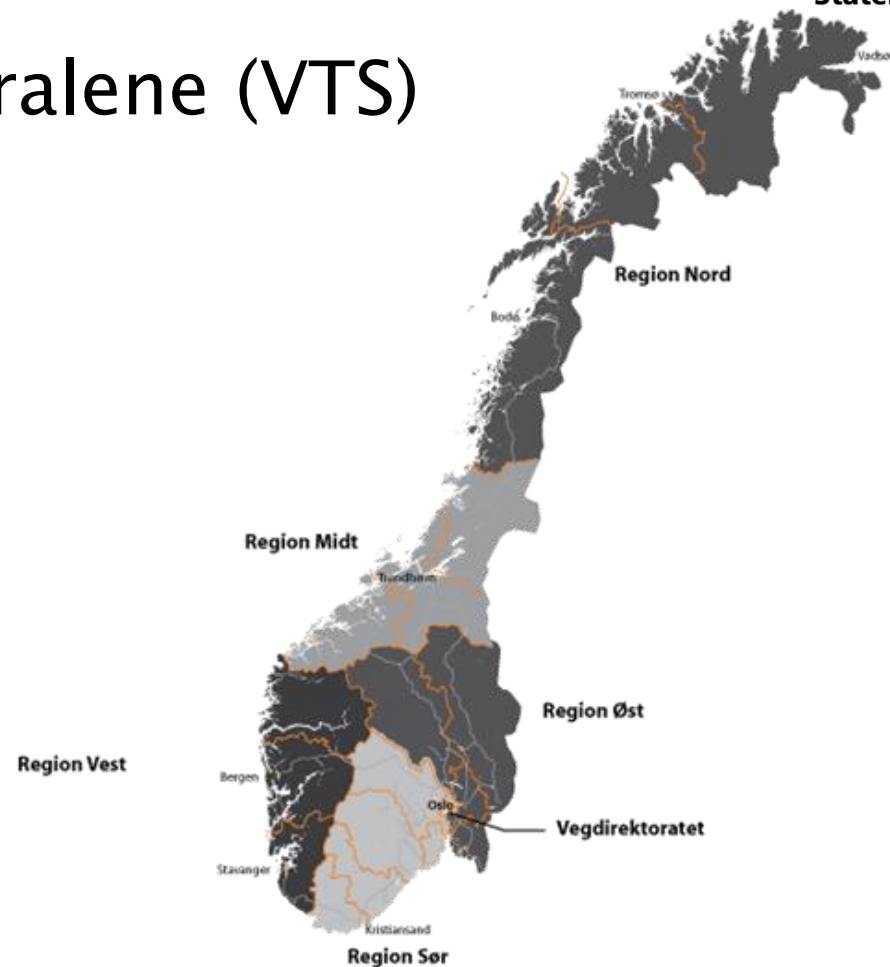 ralene (VTS)
Vadsø
Tromsø
Region Nord
Bodø
Region Midt
Trondheim
Region Øst
Region Vest
Bergen
Oslo
Vegdirektoratet
Stavanger
Kristiansand
Region Sør